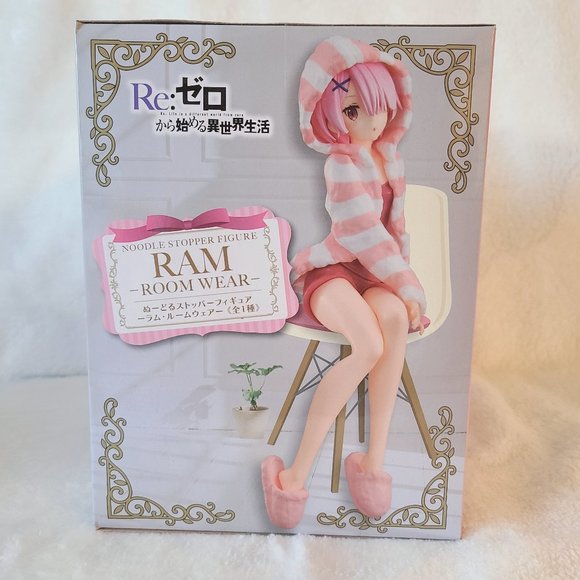 Re:ゼロ
Re: Life in a different world from zero
から始める異世界生活
NOODLE STOPPER FIGURE
RAM
–ROOM WEAR–
ぬーどるストッパーフィギュア
ーラム・ルームウェアー《全1種》